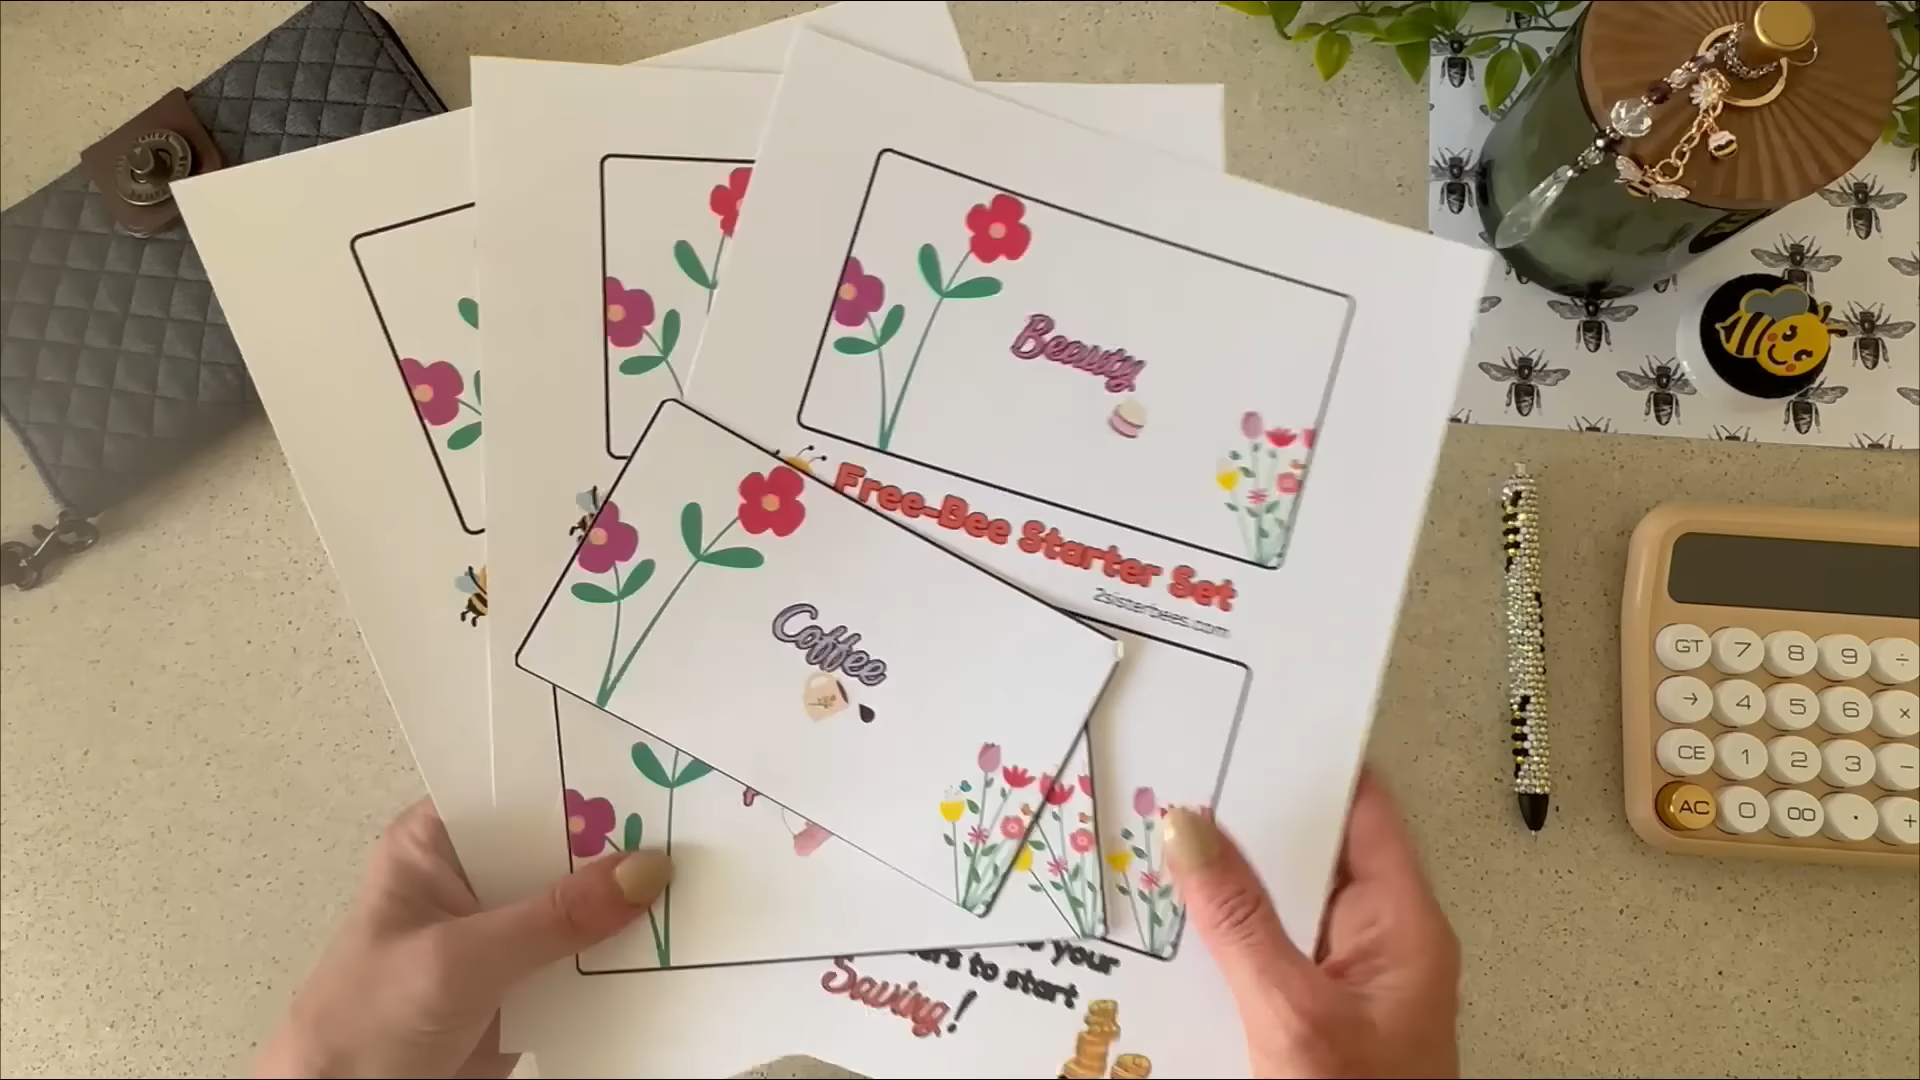 Beauty
Free-Bee Starter Set
2sisterbees.com
Coffee
your
to start
Saving!
GT 7 8 9 ÷
→ 4 5 6 ×
CE 1 2 3 −
AC 0 00 . +